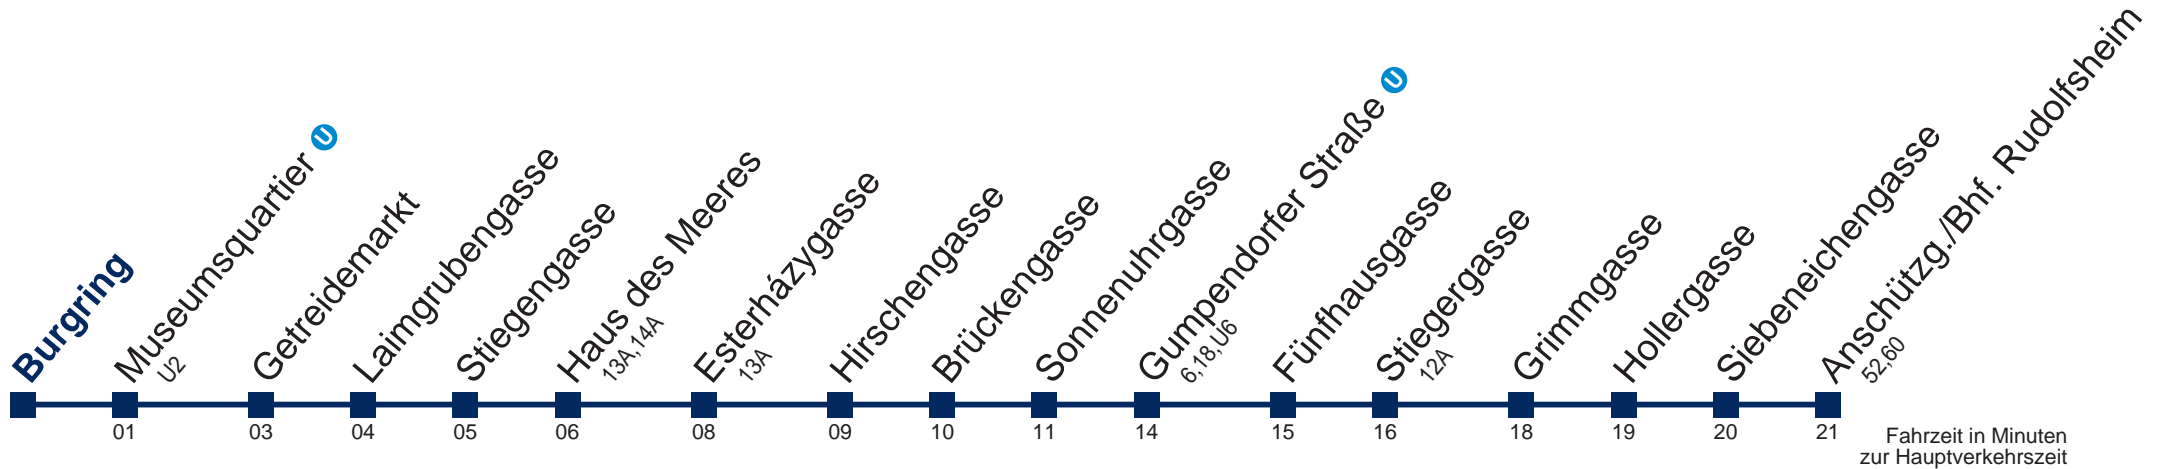 Burgring
Museumsquartier U
U2
Getreidemarkt
Laimgrubengasse
Stiegengasse
Haus des Meeres
13A,14A
Esterházygasse
13A
Hirschengasse
Brückengasse
Sonnenuhrgasse
Gumpendorfer Straße U
6,18,U6
Fünfhausgasse
Stiegergasse
12A
Grimmgasse
Hollergasse
Siebeneichengasse
Anschützg./Bhf. Rudolfsheim
52,60
01 03 04 05 06 08 09 10 11 14 15 16 18 19 20 21
Fahrzeit in Minuten
zur Hauptverkehrszeit